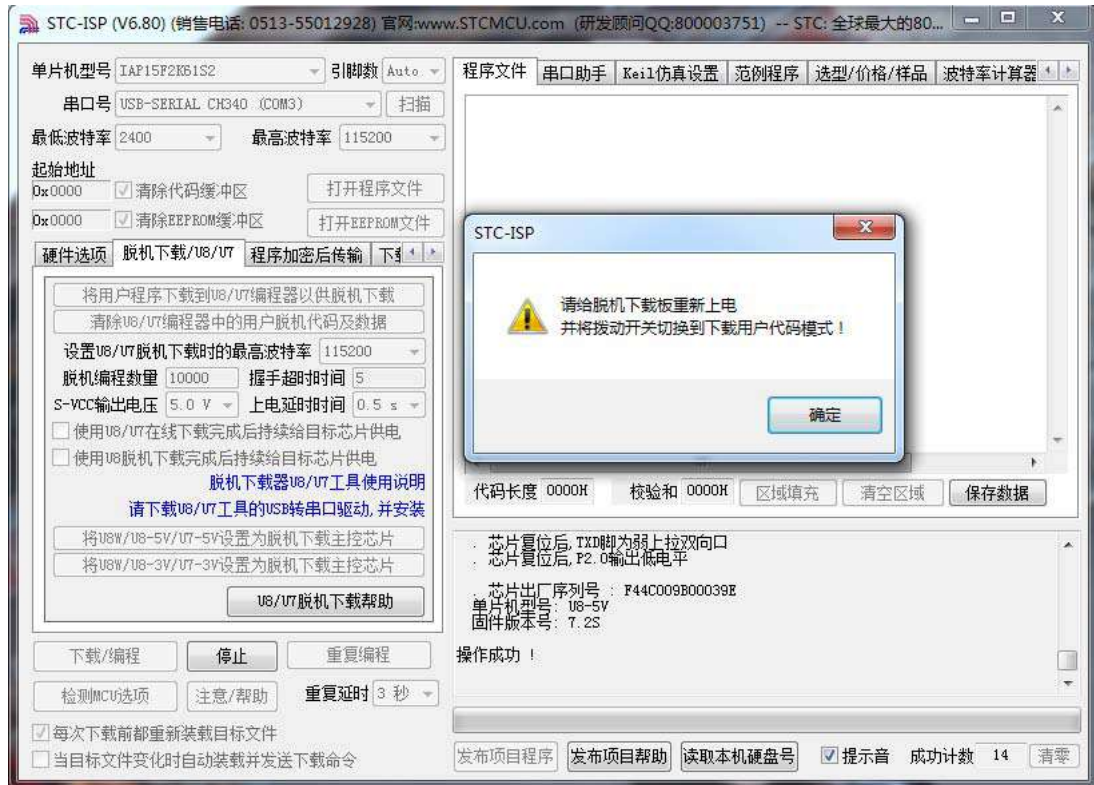 STC-ISP (V6.80) (销售电话: 0513-55012928) 官网:www.STCMCU.com (研发顾问QQ:800003751) -- STC: 全球最大的80...
单片机型号 IAP15F2K61S2 引脚数 Auto
串口号 USB-SERIAL CH340 (COM3) 扫描
最低波特率 2400 最高波特率 115200
起始地址
0x0000 清除代码缓冲区 打开程序文件
0x0000 清除EEPROM缓冲区 打开EEPROM文件
硬件选项 脱机下载/U8/U7 程序加密后传输
将用户程序下载到U8/U7编程器以供脱机下载
清除U8/U7编程器中的用户脱机代码及数据
设置U8/U7脱机下载时的最高波特率 115200
脱机编程数量 10000 握手超时时间 5
S-VCC输出电压 5.0 V 上电延时时间 0.5 s
使用U8/U7在线下载完成后持续给目标芯片供电
使用U8脱机下载完成后持续给目标芯片供电
脱机下载器U8/U7工具使用说明
请下载U8/U7工具的USB转串口驱动,并安装
将U8W/U8-5V/U7-5V设置为脱机下载主控芯片
将U8W/U8-3V/U7-3V设置为脱机下载主控芯片
U8/U7脱机下载帮助
下载/编程 停止 重复编程
检测MCU选项 注意/帮助 重复延时 3 秒
每次下载前都重新装载目标文件
当目标文件变化时自动装载并发送下载命令
程序文件 串口助手 Keil仿真设置 范例程序 选型/价格/样品 波特率计算器
STC-ISP
请给脱机下载板重新上电
并将拨动开关切换到下载用户代码模式!
确定
代码长度 0000H 校验和 0000H 区域填充 清空区域 保存数据
. 芯片复位后,TXD脚为弱上拉双向口
. 芯片复位后,P2.0输出低电平
. 芯片出厂序列号 : F44C009B00039E
单片机型号: U8-5V
固件版本号: 7.2S
操作成功 !
发布项目程序 发布项目帮助 读取本机硬盘号 提示音 成功计数 14 清零